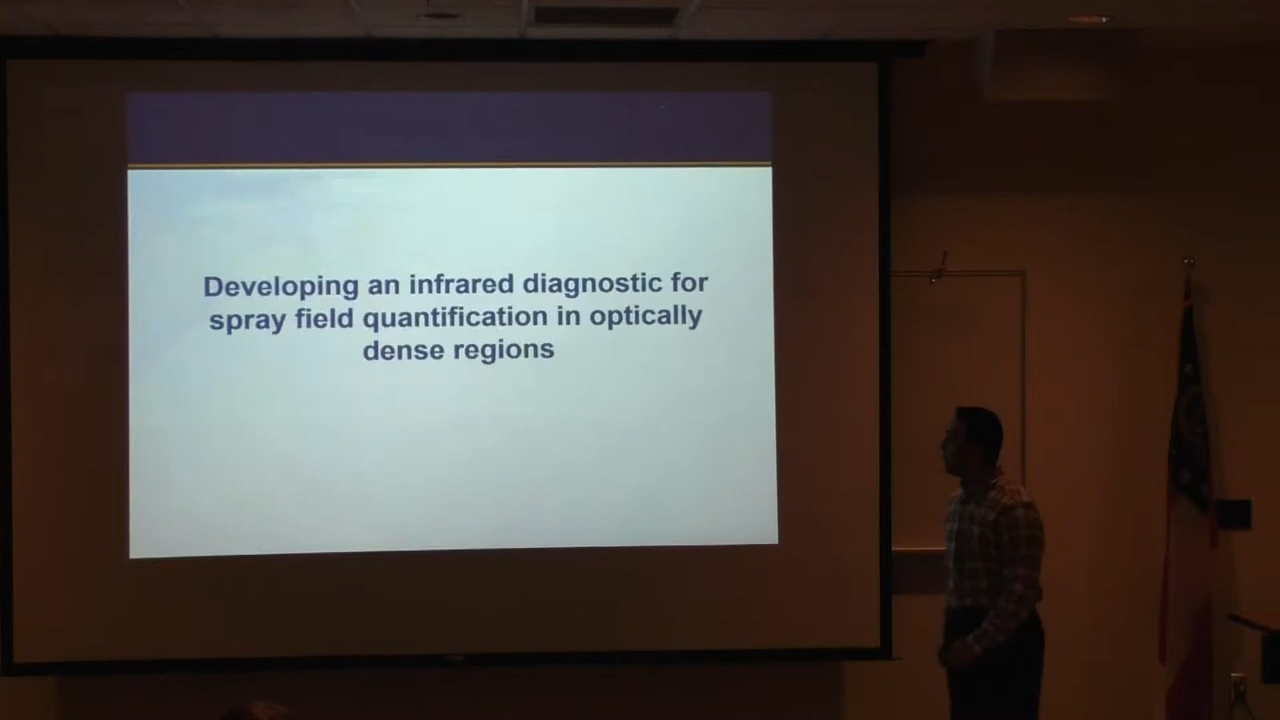 Developing an infrared diagnostic for
spray field quantification in optically
dense regions